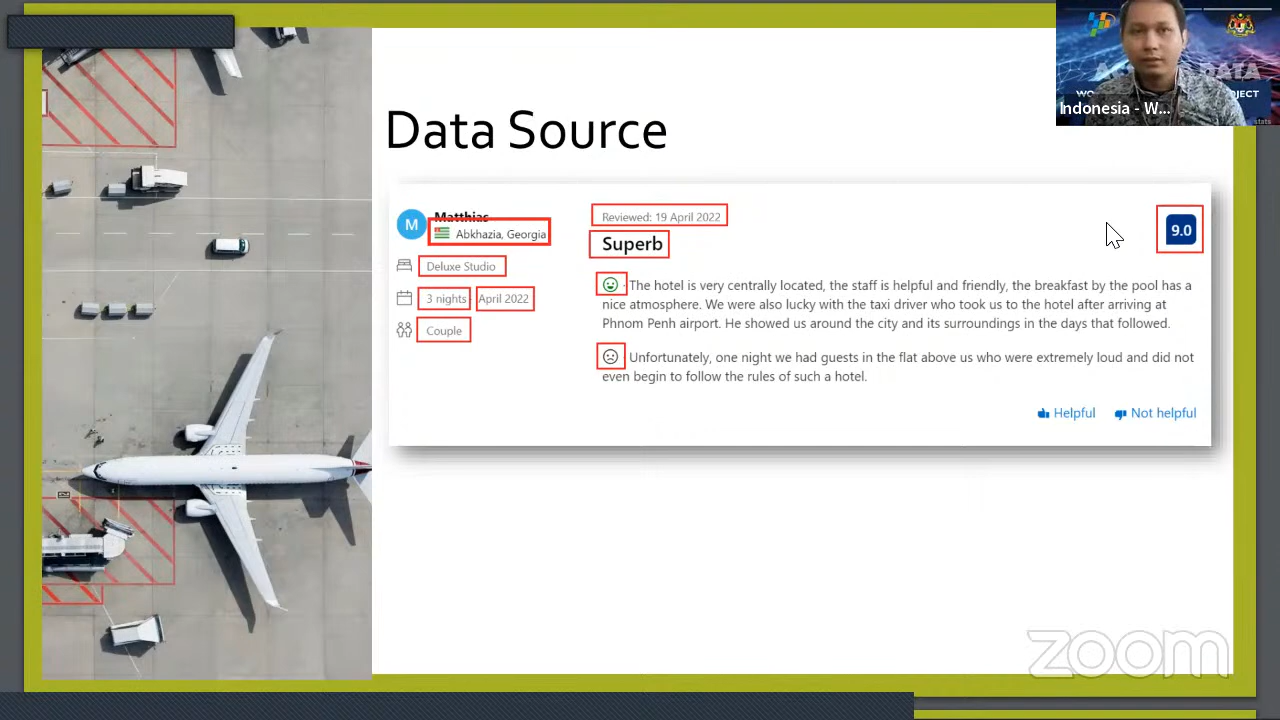 Indonesia - W...
Data Source
M
Matthias
Abkhazia, Georgia
Deluxe Studio
3 nights · April 2022
Couple
Reviewed: 19 April 2022
Superb
9.0
· The hotel is very centrally located, the staff is helpful and friendly, the breakfast by the pool has a
nice atmosphere. We were also lucky with the taxi driver who took us to the hotel after arriving at
Phnom Penh airport. He showed us around the city and its surroundings in the days that followed.
· Unfortunately, one night we had guests in the flat above us who were extremely loud and did not
even begin to follow the rules of such a hotel.
Helpful
Not helpful
zoom